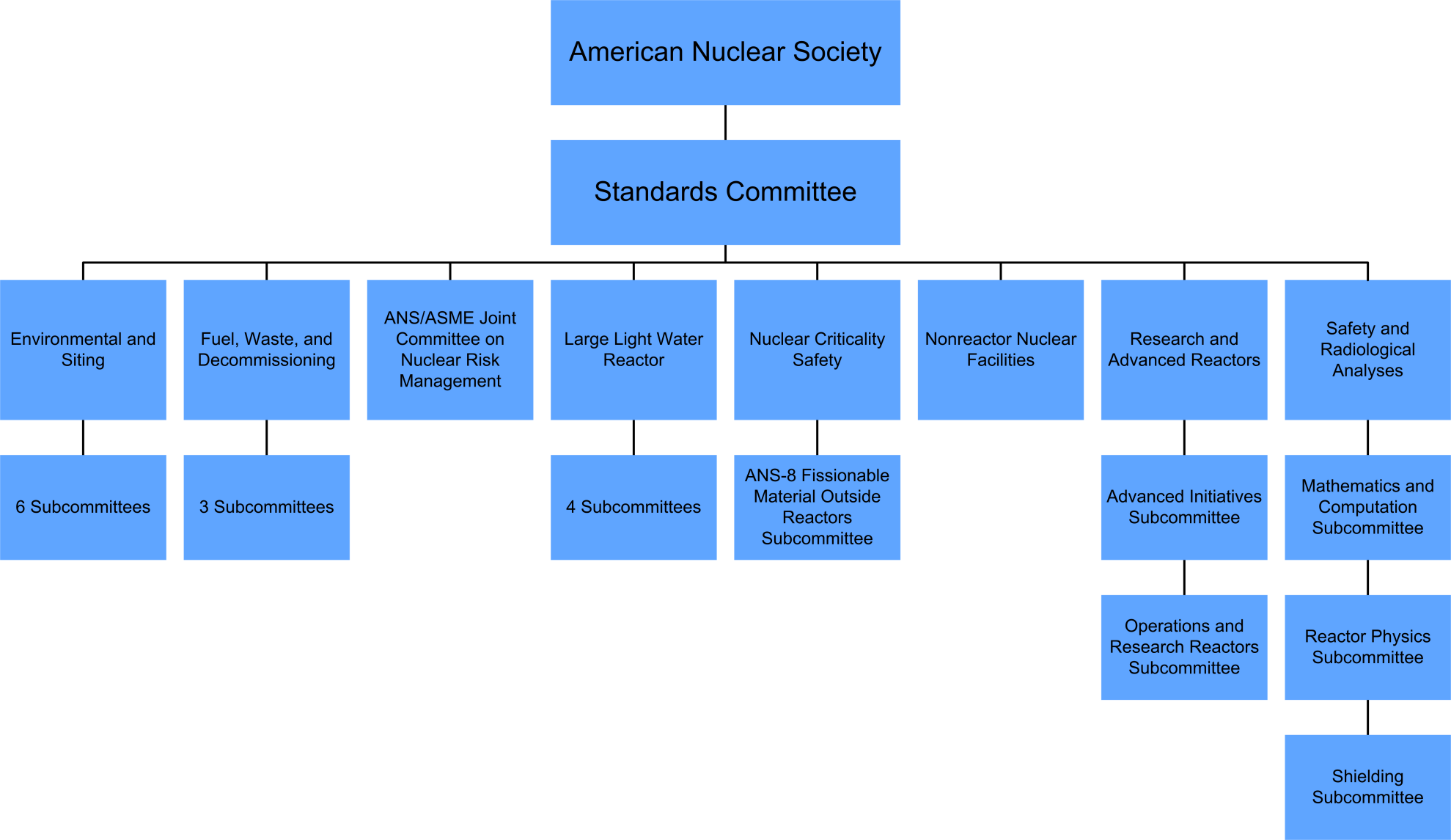 American Nuclear Society
Standards Committee
Environmental and
Siting
Fuel, Waste, and
Decommissioning
ANS/ASME Joint
Committee on
Nuclear Risk
Management
Large Light Water
Reactor
Nuclear Criticality
Safety
Nonreactor Nuclear
Facilities
Research and
Advanced Reactors
Safety and
Radiological
Analyses
6 Subcommittees
3 Subcommittees
4 Subcommittees
ANS-8 Fissionable
Material Outside
Reactors
Subcommittee
Advanced Initiatives
Subcommittee
Mathematics and
Computation
Subcommittee
Operations and
Research Reactors
Subcommittee
Reactor Physics
Subcommittee
Shielding
Subcommittee